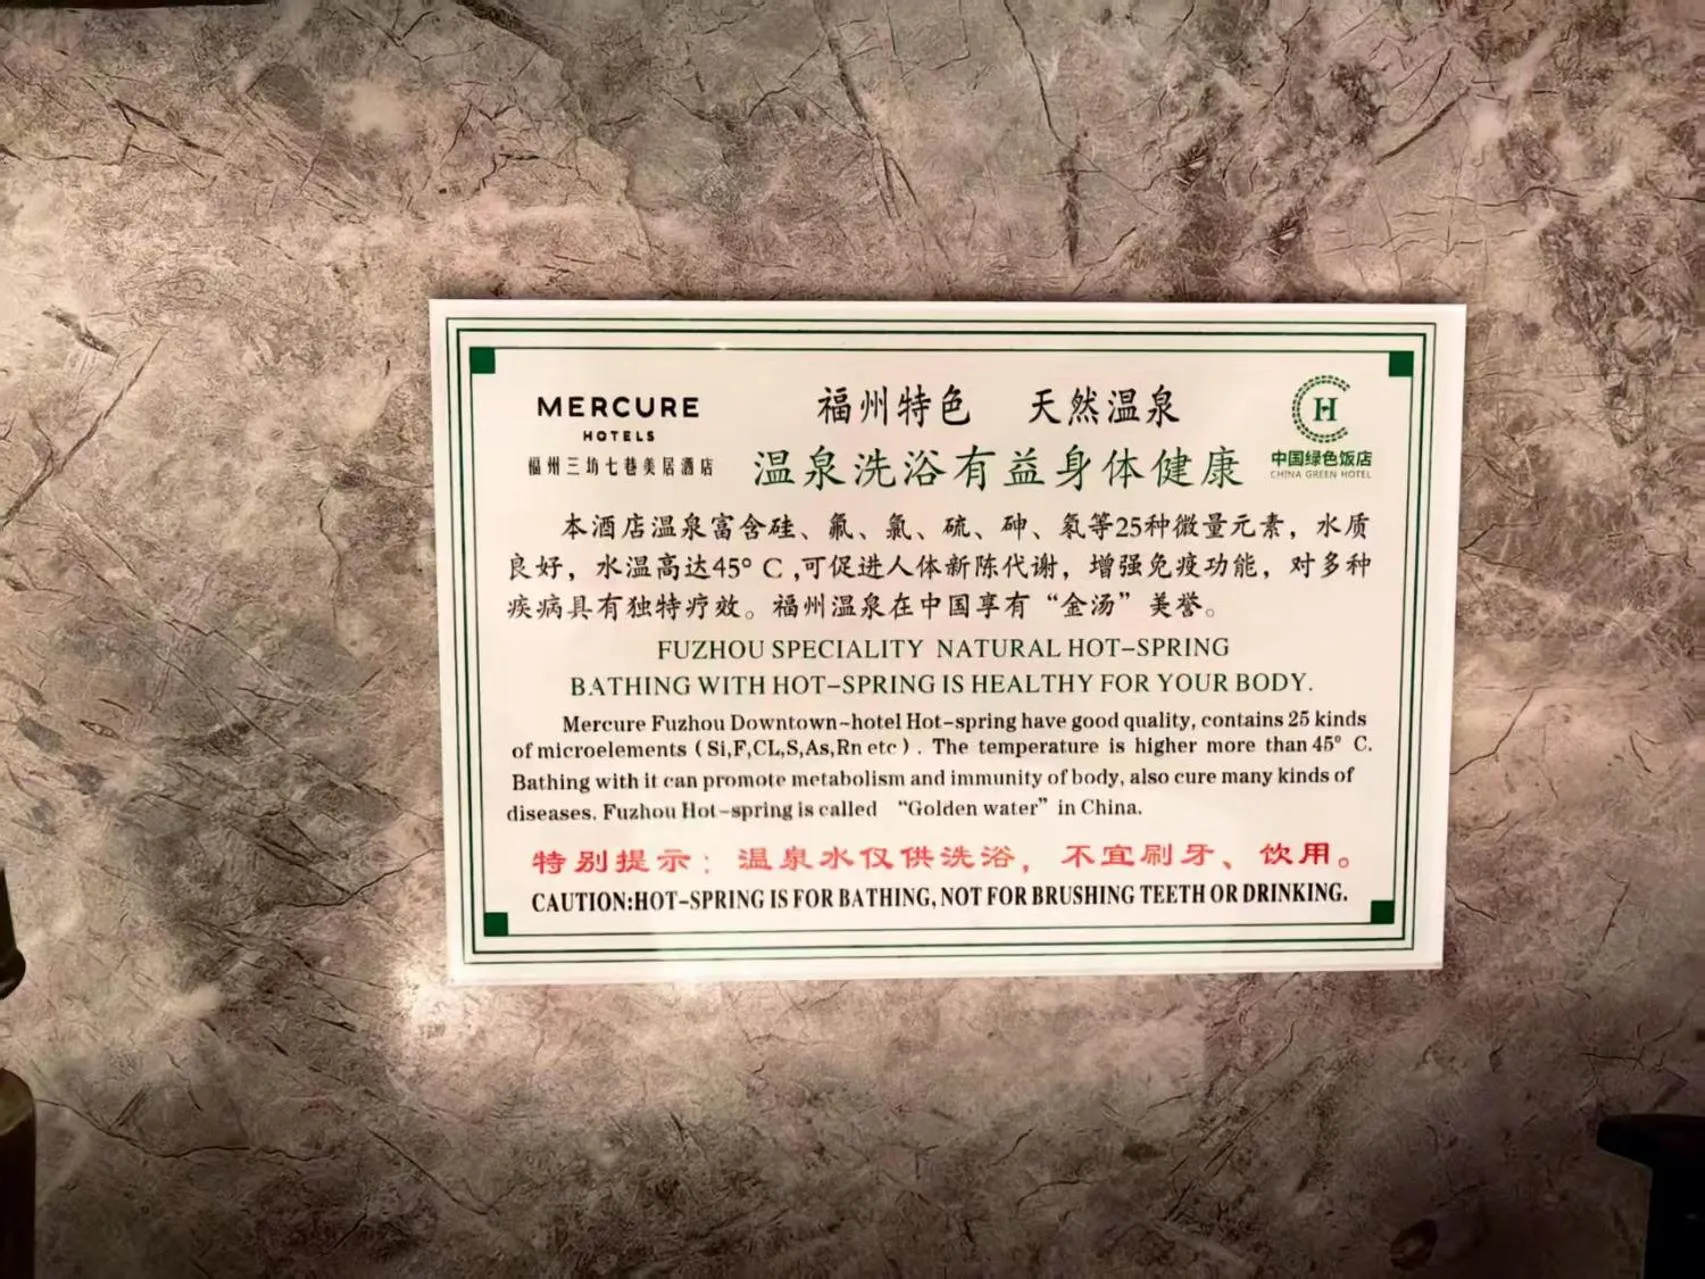 MERCURE
HOTELS
福州三坊七巷美居酒店
福州特色 天然温泉
温泉洗浴有益身体健康
H
中国绿色饭店
CHINA GREEN HOTEL
本酒店温泉富含硅、氟、氯、硫、砷、氡等25种微量元素，水质
良好，水温高达45° C ,可促进人体新陈代谢，增强免疫功能，对多种
疾病具有独特疗效。福州温泉在中国享有“金汤”美誉。
FUZHOU SPECIALITY NATURAL HOT-SPRING
BATHING WITH HOT-SPRING IS HEALTHY FOR YOUR BODY.
Mercure Fuzhou Downtown-hotel Hot-spring have good quality, contains 25 kinds
of microelements (Si,F,CL,S,As,Rn etc). The temperature is higher more than 45° C.
Bathing with it can promote metabolism and immunity of body, also cure many kinds of
diseases. Fuzhou Hot-spring is called “Golden water” in China.
特别提示：温泉水仅供洗浴，不宜刷牙、饮用。
CAUTION:HOT-SPRING IS FOR BATHING, NOT FOR BRUSHING TEETH OR DRINKING.